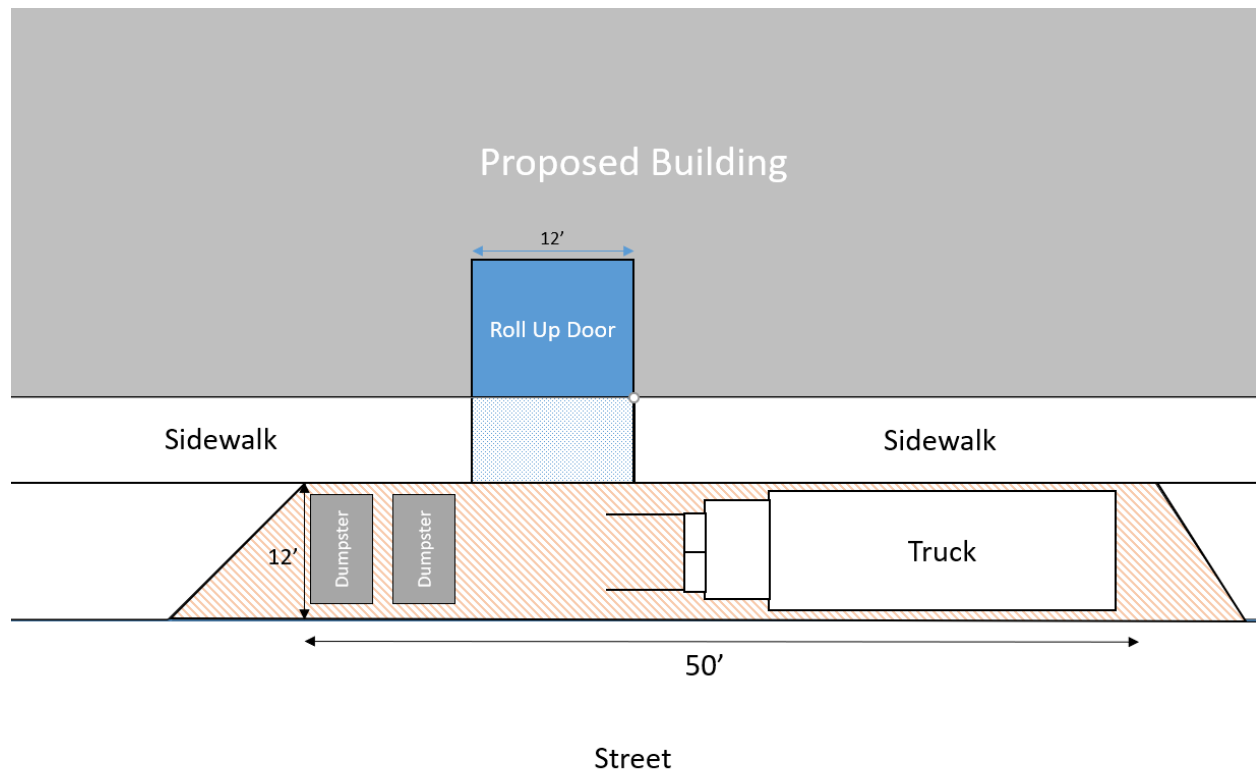 Proposed Building
12’
Roll Up Door
Sidewalk
Sidewalk
12’
Dumpster
Dumpster
Truck
50’
Street